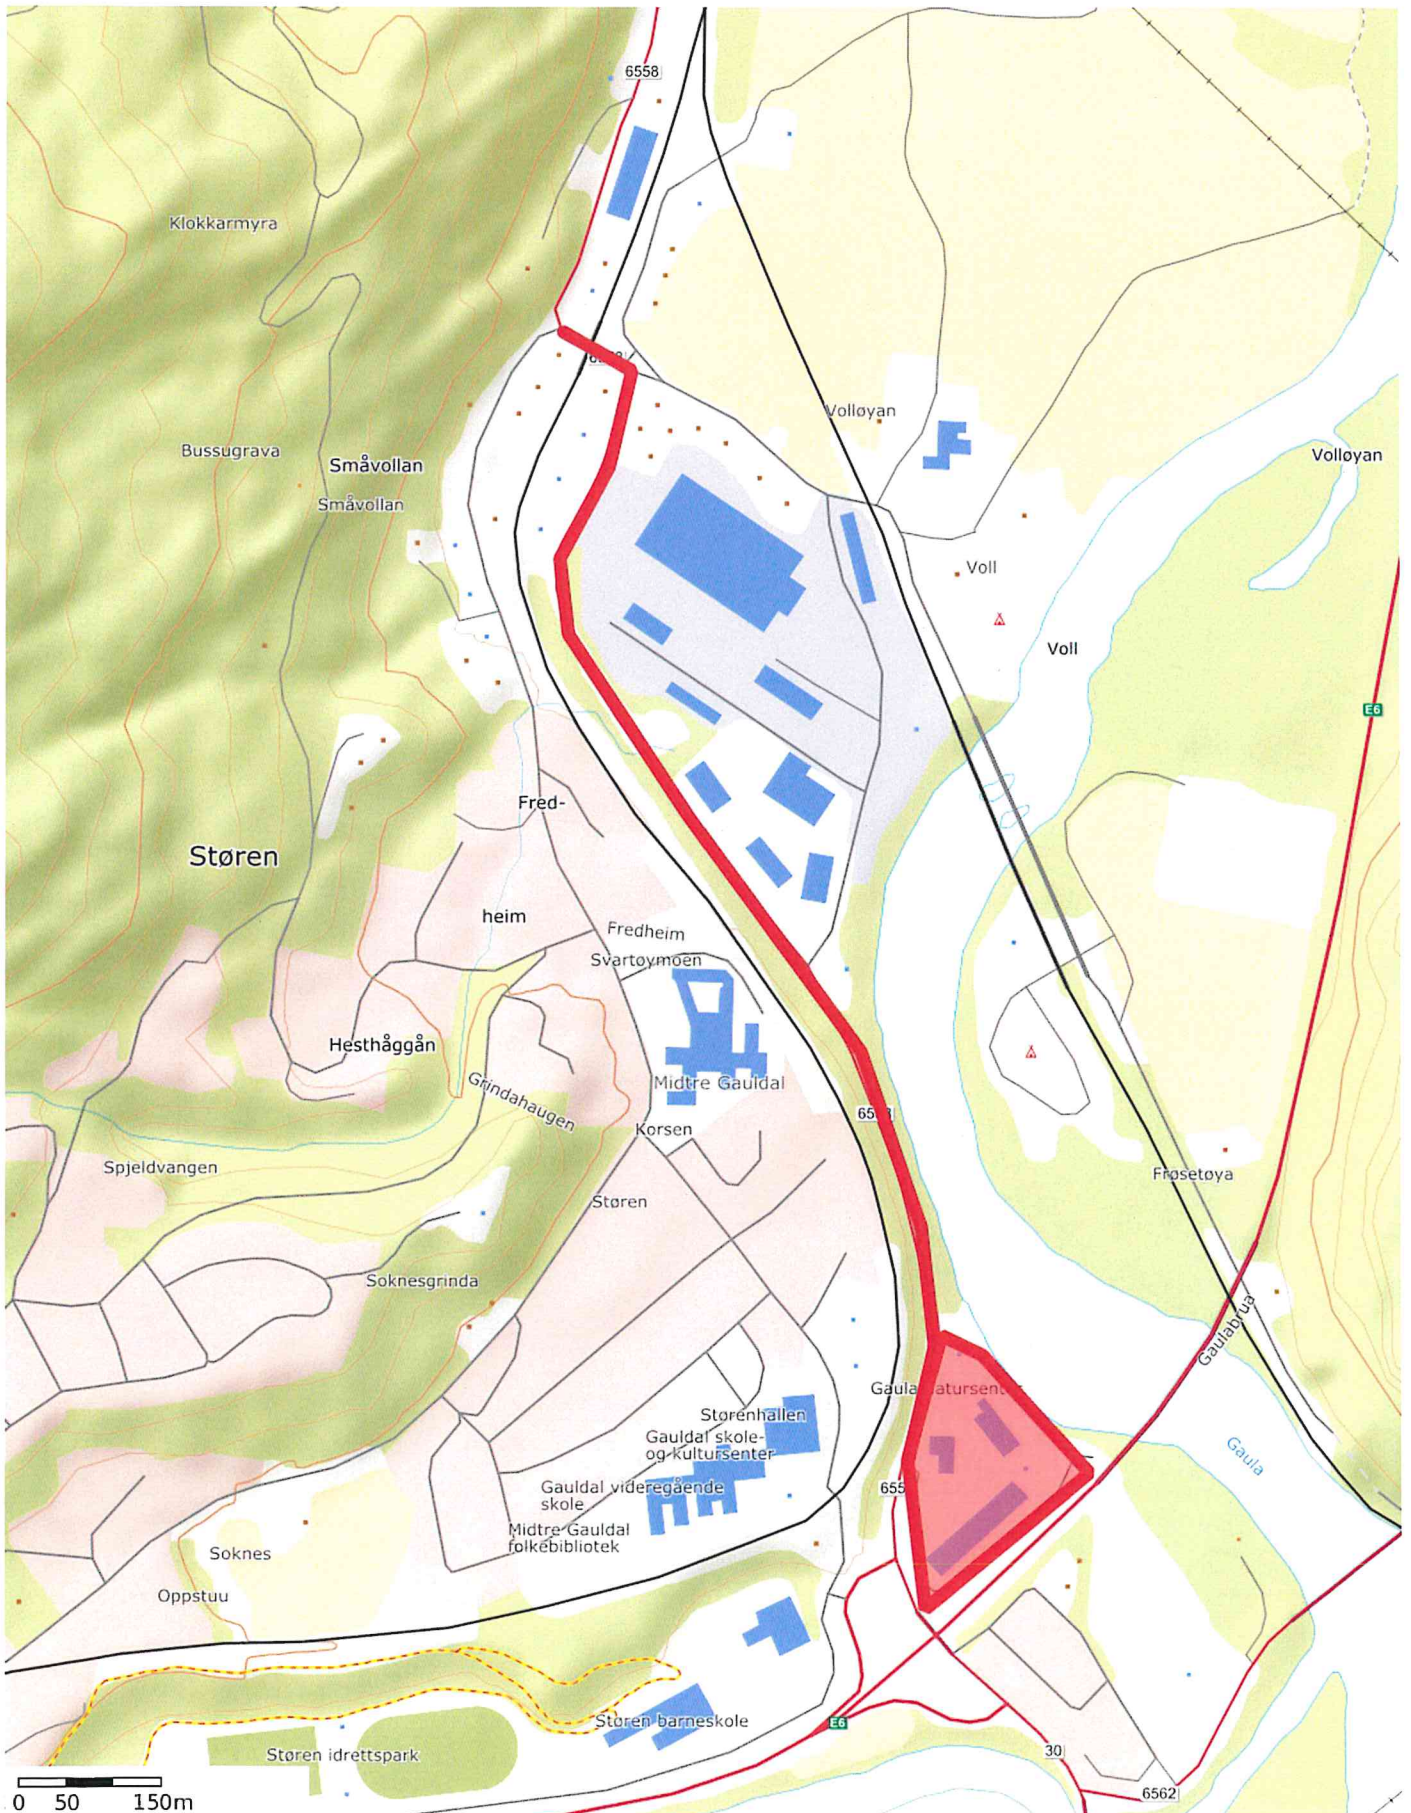 6558
Klokkarmyra
Volløyan
Bussugrava
Småvollan
Småvollan
Volløyan
Voll
Voll
E6
Fred-
Støren
heim
Fredheim
Svartøymoen
Hesthåggån
Midtre Gauldal
Grindahaugen
Korsen
Spjeldvangen
Frøsetøya
Støren
Soknesgrinda
Gaulabrua
Gaula
Størenhallen
Gauldal skole-
og kultursenter
Gaula
Gauldal videregående
skole
655
Midtre Gauldal
folkebibliotek
Soknes
Oppstuu
Støren barneskole
E6
Støren idrettspark
30
6562
0 50 150m